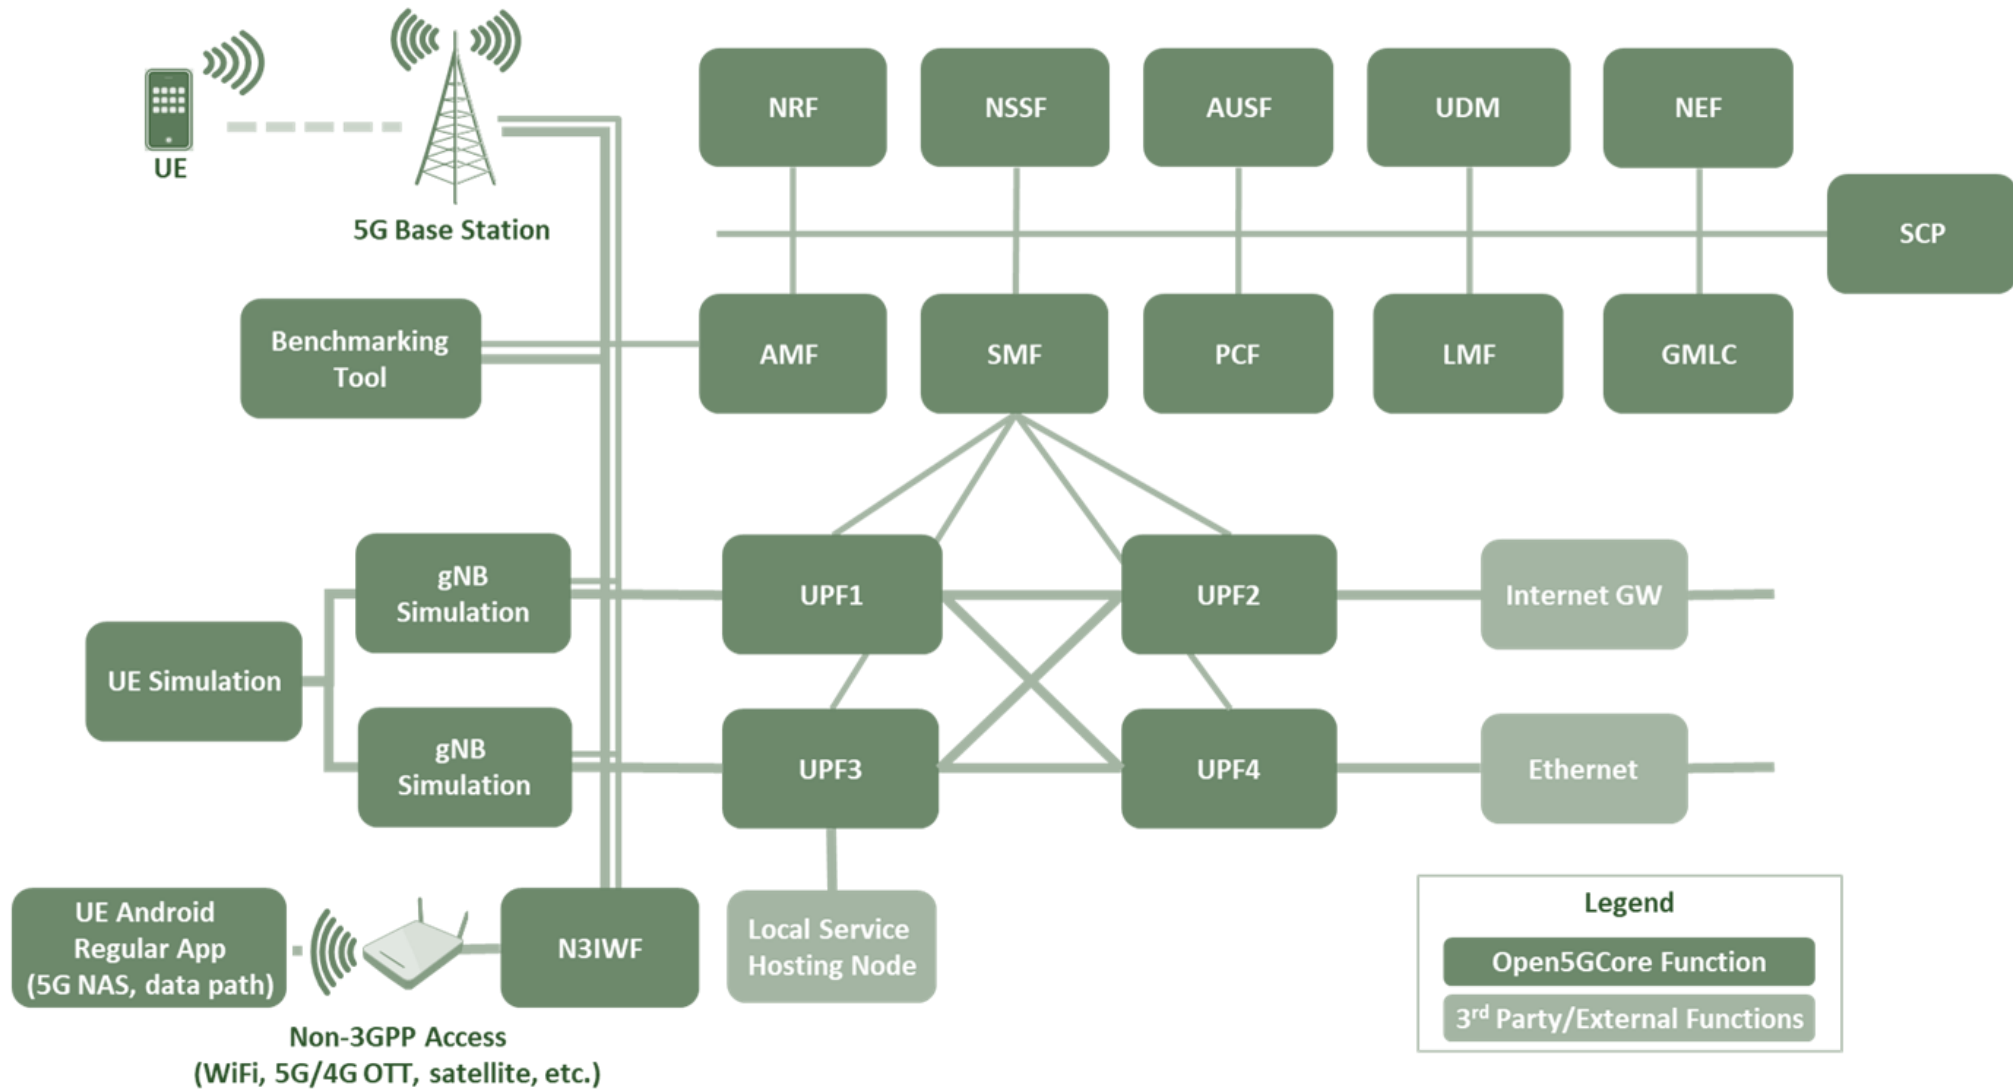 UE
5G Base Station
NRF
NSSF
AUSF
UDM
NEF
SCP
Benchmarking
Tool
AMF
SMF
PCF
LMF
GMLC
gNB
Simulation
UPF1
UPF2
Internet GW
UE Simulation
gNB
Simulation
UPF3
UPF4
Ethernet
UE Android
Regular App
(5G NAS, data path)
N3IWF
Local Service
Hosting Node
Non-3GPP Access
(WiFi, 5G/4G OTT, satellite, etc.)
Legend
Open5GCore Function
3rd Party/External Functions